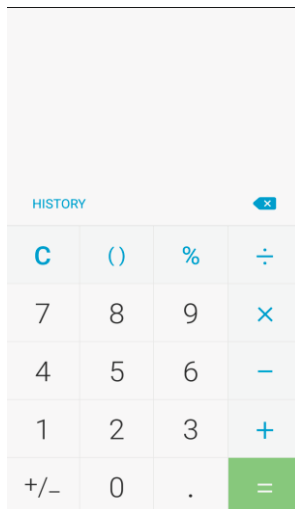 HISTORY
C () % ÷
7 8 9 ×
4 5 6 −
1 2 3 +
+/− 0 . =